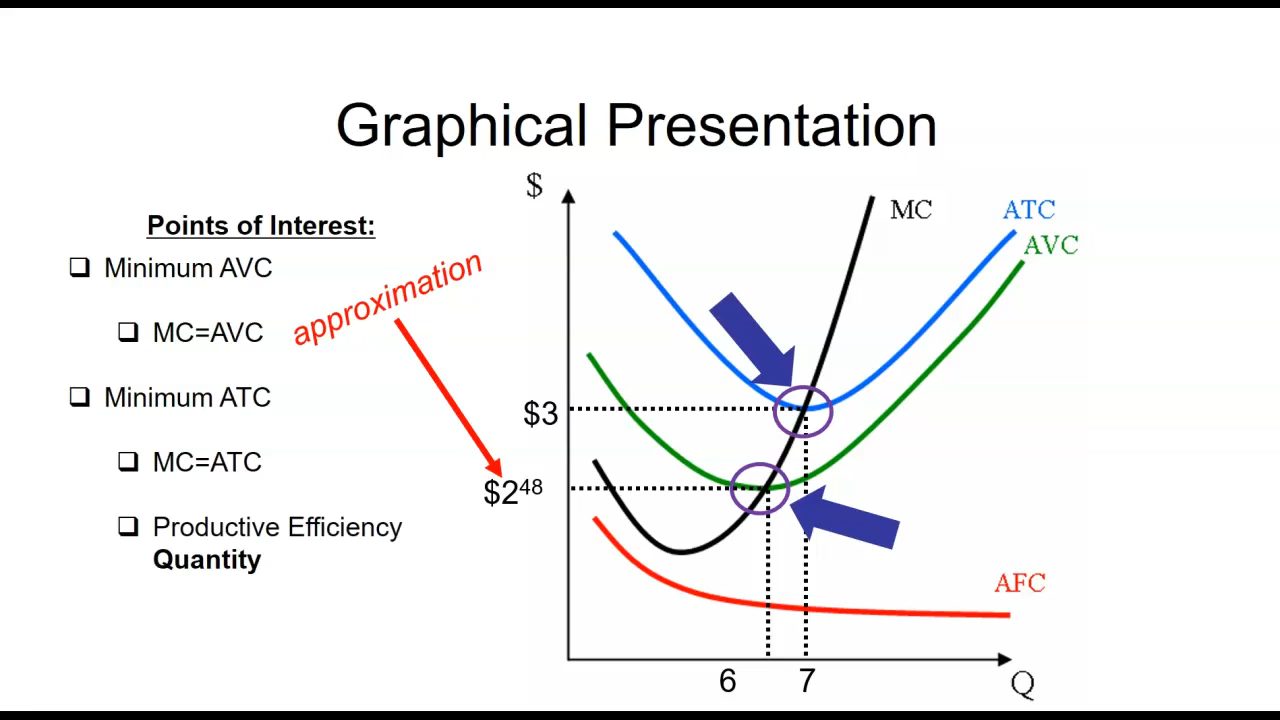 Graphical Presentation
Points of Interest:
Minimum AVC
MC=AVC
Minimum ATC
MC=ATC
Productive Efficiency
Quantity
approximation
$
MC
ATC
AVC
$3
$2⁴⁸
AFC
6
7
Q